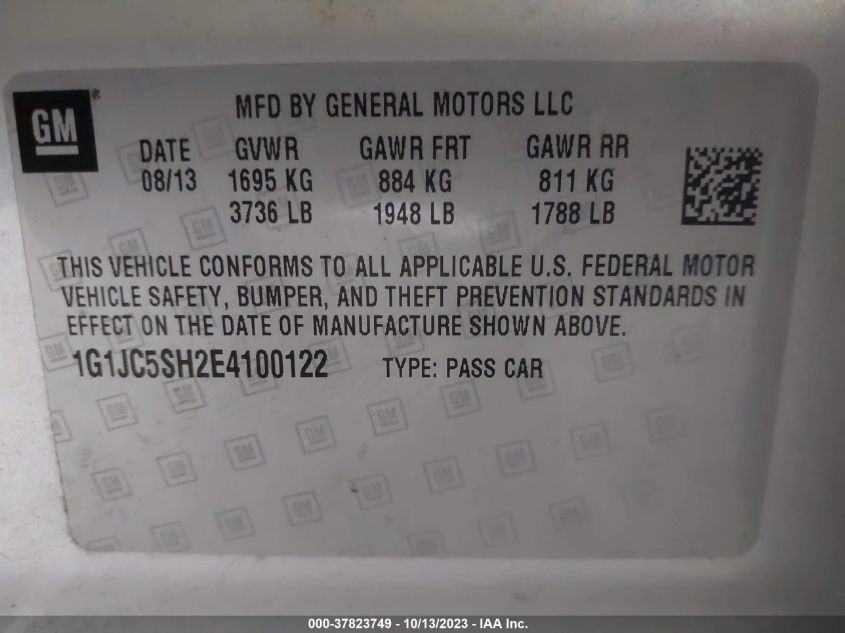 GM
MFD BY GENERAL MOTORS LLC
DATE GVWR GAWR FRT GAWR RR
08/13 1695 KG 884 KG 811 KG
3736 LB 1948 LB 1788 LB
THIS VEHICLE CONFORMS TO ALL APPLICABLE U.S. FEDERAL MOTOR
VEHICLE SAFETY, BUMPER, AND THEFT PREVENTION STANDARDS IN
EFFECT ON THE DATE OF MANUFACTURE SHOWN ABOVE.
1G1JC5SH2E4100122 TYPE: PASS CAR
000-37823749 - 10/13/2023 - IAA Inc.